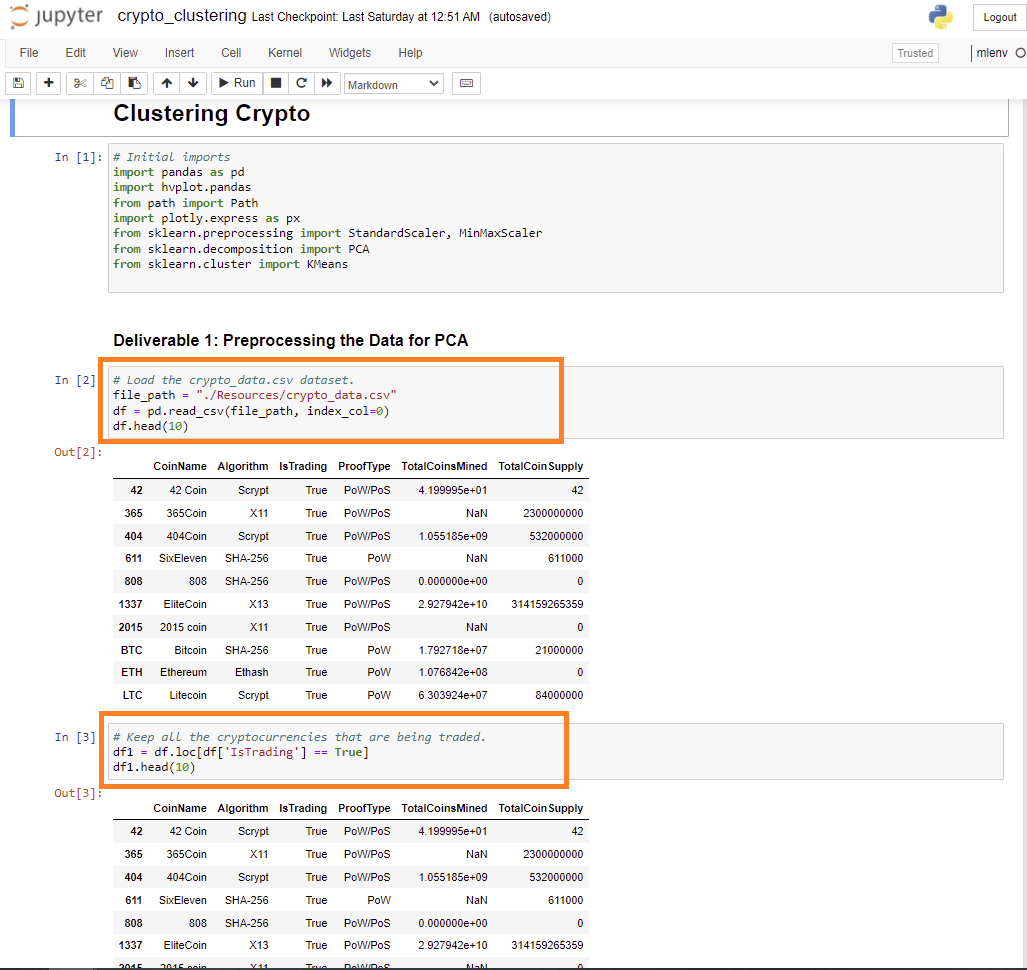 jupyter crypto_clustering Last Checkpoint: Last Saturday at 12:51 AM (autosaved) Logout
File Edit View Insert Cell Kernel Widgets Help Trusted mlenv
Run Markdown
Clustering Crypto
In [1]: # Initial imports
import pandas as pd
import hvplot.pandas
from path import Path
import plotly.express as px
from sklearn.preprocessing import StandardScaler, MinMaxScaler
from sklearn.decomposition import PCA
from sklearn.cluster import KMeans
Deliverable 1: Preprocessing the Data for PCA
In [2] # Load the crypto_data.csv dataset.
file_path = "./Resources/crypto_data.csv"
df = pd.read_csv(file_path, index_col=0)
df.head(10)
Out[2]:
CoinName Algorithm IsTrading ProofType TotalCoinsMined TotalCoinSupply
42 42 Coin Scrypt True PoW/PoS 4.199995e+01 42
365 365Coin X11 True PoW/PoS NaN 2300000000
404 404Coin Scrypt True PoW/PoS 1.055185e+09 532000000
611 SixEleven SHA-256 True PoW NaN 611000
808 808 SHA-256 True PoW/PoS 0.000000e+00 0
1337 EliteCoin X13 True PoW/PoS 2.927942e+10 314159265359
2015 2015 coin X11 True PoW/PoS NaN 0
BTC Bitcoin SHA-256 True PoW 1.792718e+07 21000000
ETH Ethereum Ethash True PoW 1.076842e+08 0
LTC Litecoin Scrypt True PoW 6.303924e+07 84000000
In [3] # Keep all the cryptocurrencies that are being traded.
df1 = df.loc[df['IsTrading'] == True]
df1.head(10)
Out[3]:
CoinName Algorithm IsTrading ProofType TotalCoinsMined TotalCoinSupply
42 42 Coin Scrypt True PoW/PoS 4.199995e+01 42
365 365Coin X11 True PoW/PoS NaN 2300000000
404 404Coin Scrypt True PoW/PoS 1.055185e+09 532000000
611 SixEleven SHA-256 True PoW NaN 611000
808 808 SHA-256 True PoW/PoS 0.000000e+00 0
1337 EliteCoin X13 True PoW/PoS 2.927942e+10 314159265359
2015 2015 coin X11 True PoW/PoS NaN 0